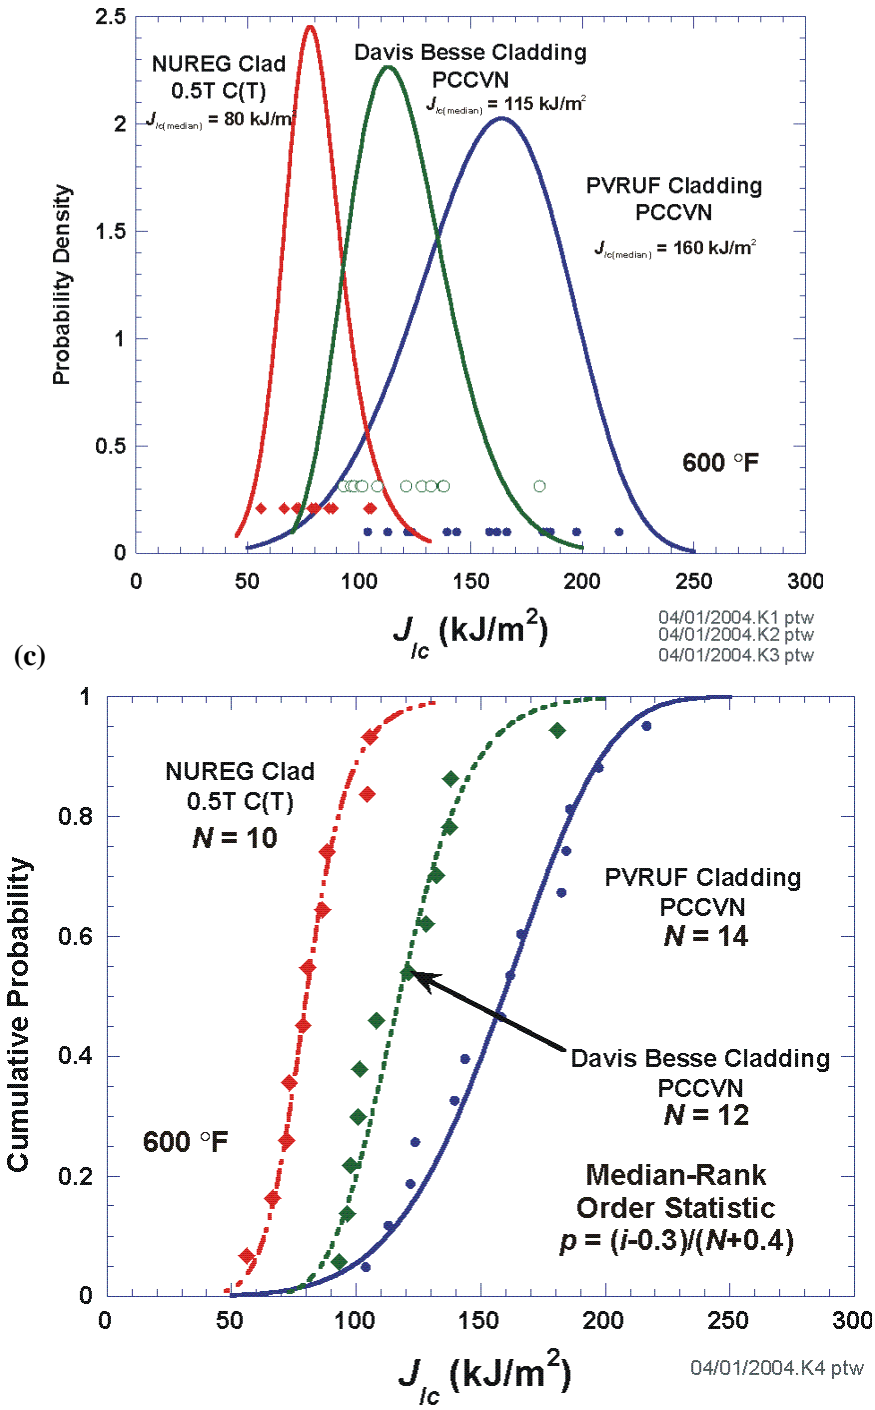 2.5
2
1.5
1
0.5
0
Probability Density
NUREG Clad
0.5T C(T)
J_Ic(median) = 80 kJ/m²
Davis Besse Cladding
PCCVN
J_Ic(median) = 115 kJ/m²
PVRUF Cladding
PCCVN
J_Ic(median) = 160 kJ/m²
600 °F
0 50 100 150 200 250 300
J_Ic (kJ/m²)
04/01/2004.K1 ptw
04/01/2004.K2 ptw
04/01/2004.K3 ptw
(c)
1
0.8
0.6
0.4
0.2
0
Cumulative Probability
NUREG Clad
0.5T C(T)
N = 10
PVRUF Cladding
PCCVN
N = 14
Davis Besse Cladding
PCCVN
N = 12
600 °F
Median-Rank
Order Statistic
p = (i-0.3)/(N+0.4)
0 50 100 150 200 250 300
J_Ic (kJ/m²)
04/01/2004.K4 ptw